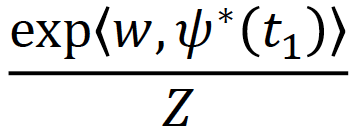 exp⟨w, ψ*(t₁)⟩
Z